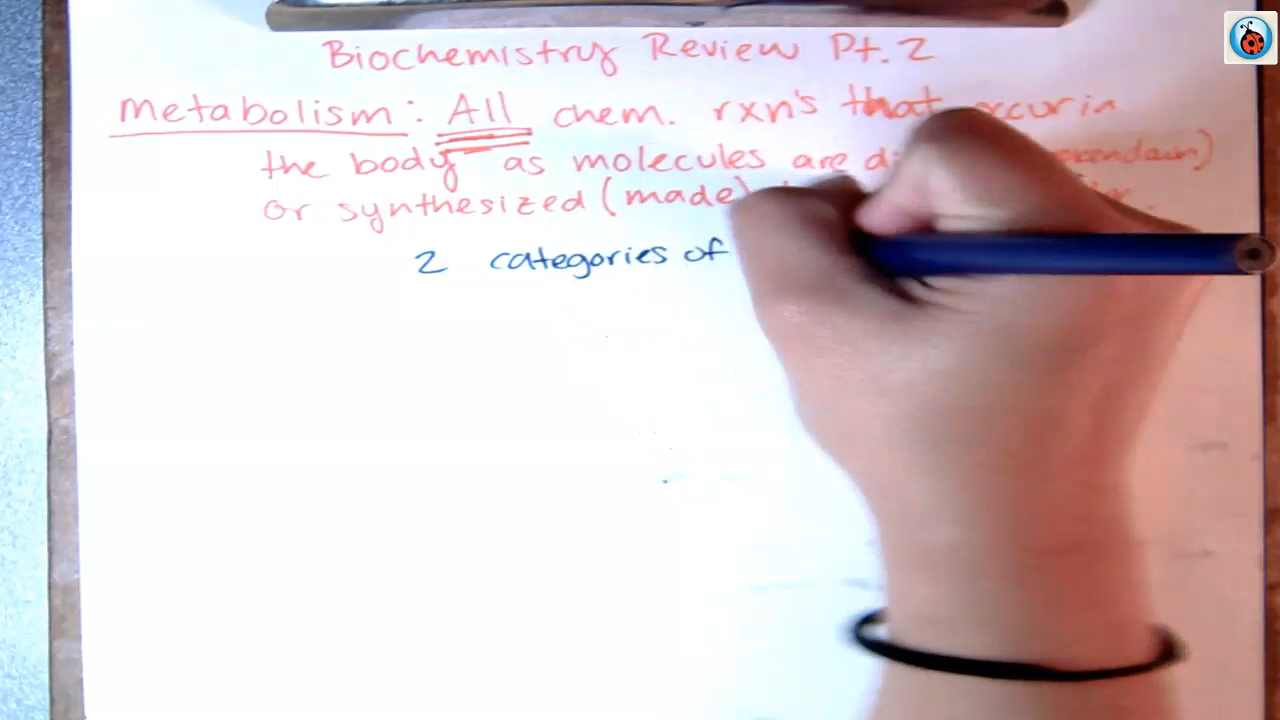 Biochemistry Review Pt. 2
Metabolism: All chem. rxn's that occur in
the body as molecules are
or synthesized (made)
2 categories of